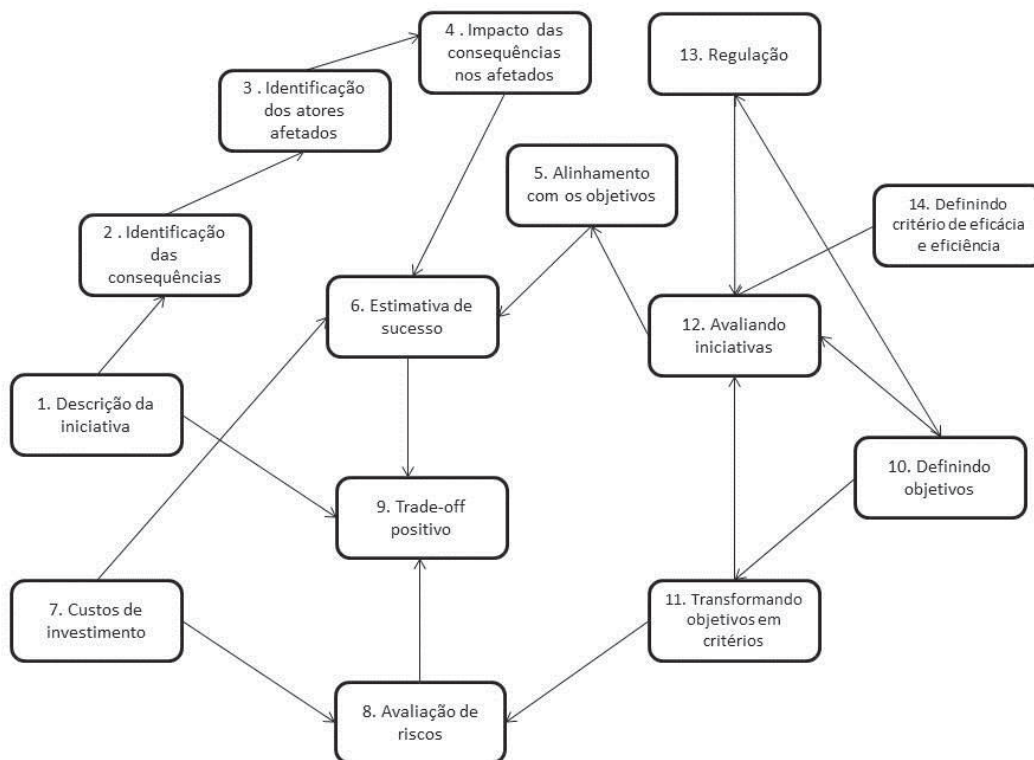 4 . Impacto das
consequências
nos afetados
13. Regulação
3 . Identificação
dos atores
afetados
5. Alinhamento
com os objetivos
14. Definindo
critério de eficácia
e eficiência
2 . Identificação
das
consequências
6. Estimativa de
sucesso
12. Avaliando
iniciativas
1. Descrição da
iniciativa
10. Definindo
objetivos
9. Trade-off
positivo
7. Custos de
investimento
11. Transformando
objetivos em
critérios
8. Avaliação de
riscos